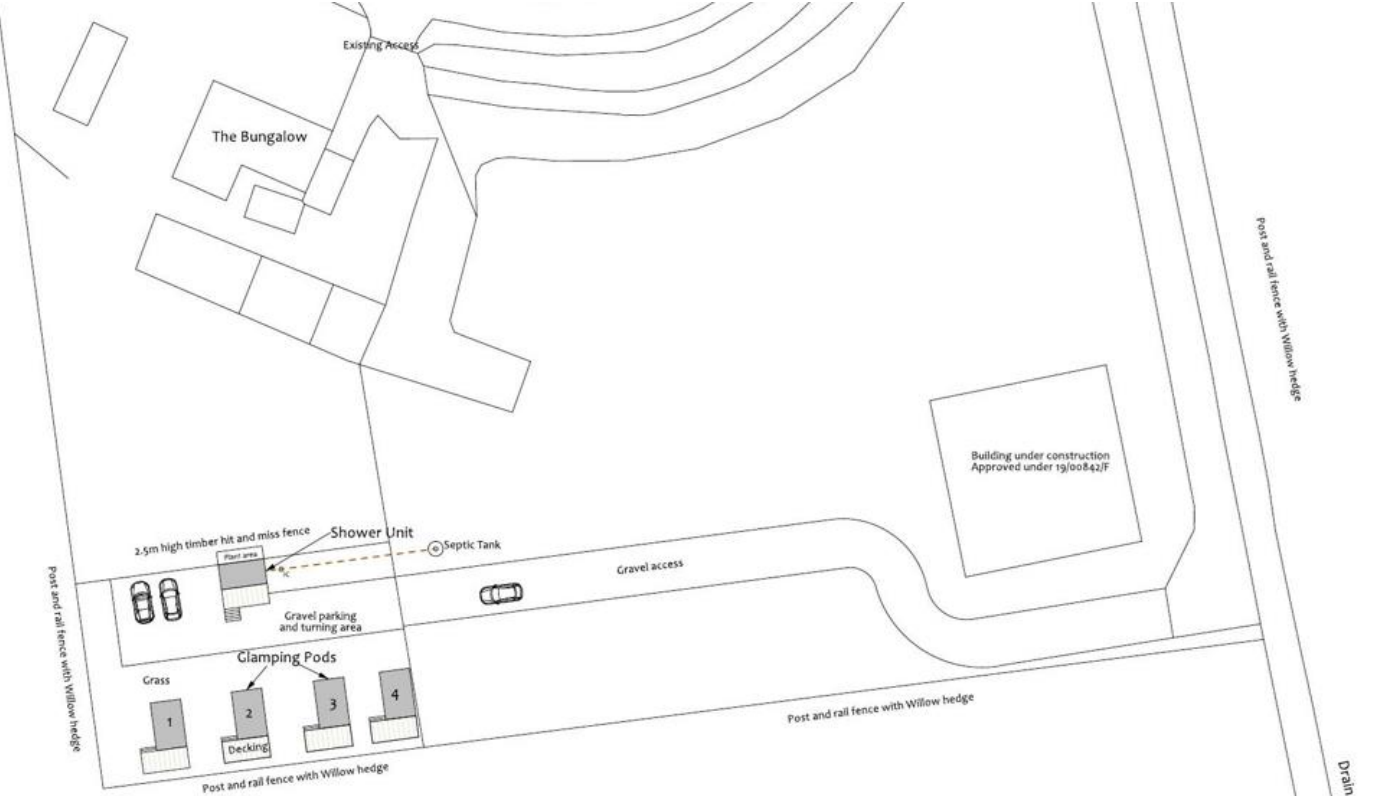 Existing Access
The Bungalow
Post and rail fence with Willow hedge
Building under construction
Approved under 19/00842/F
2.5m high timber hit and miss fence
Shower Unit
Plant area
Septic Tank
IC
Gravel access
Post and rail fence with Willow hedge
Gravel parking
and turning area
Glamping Pods
Grass
1
2
3
4
Decking
Post and rail fence with Willow hedge
Post and rail fence with Willow hedge
Drain